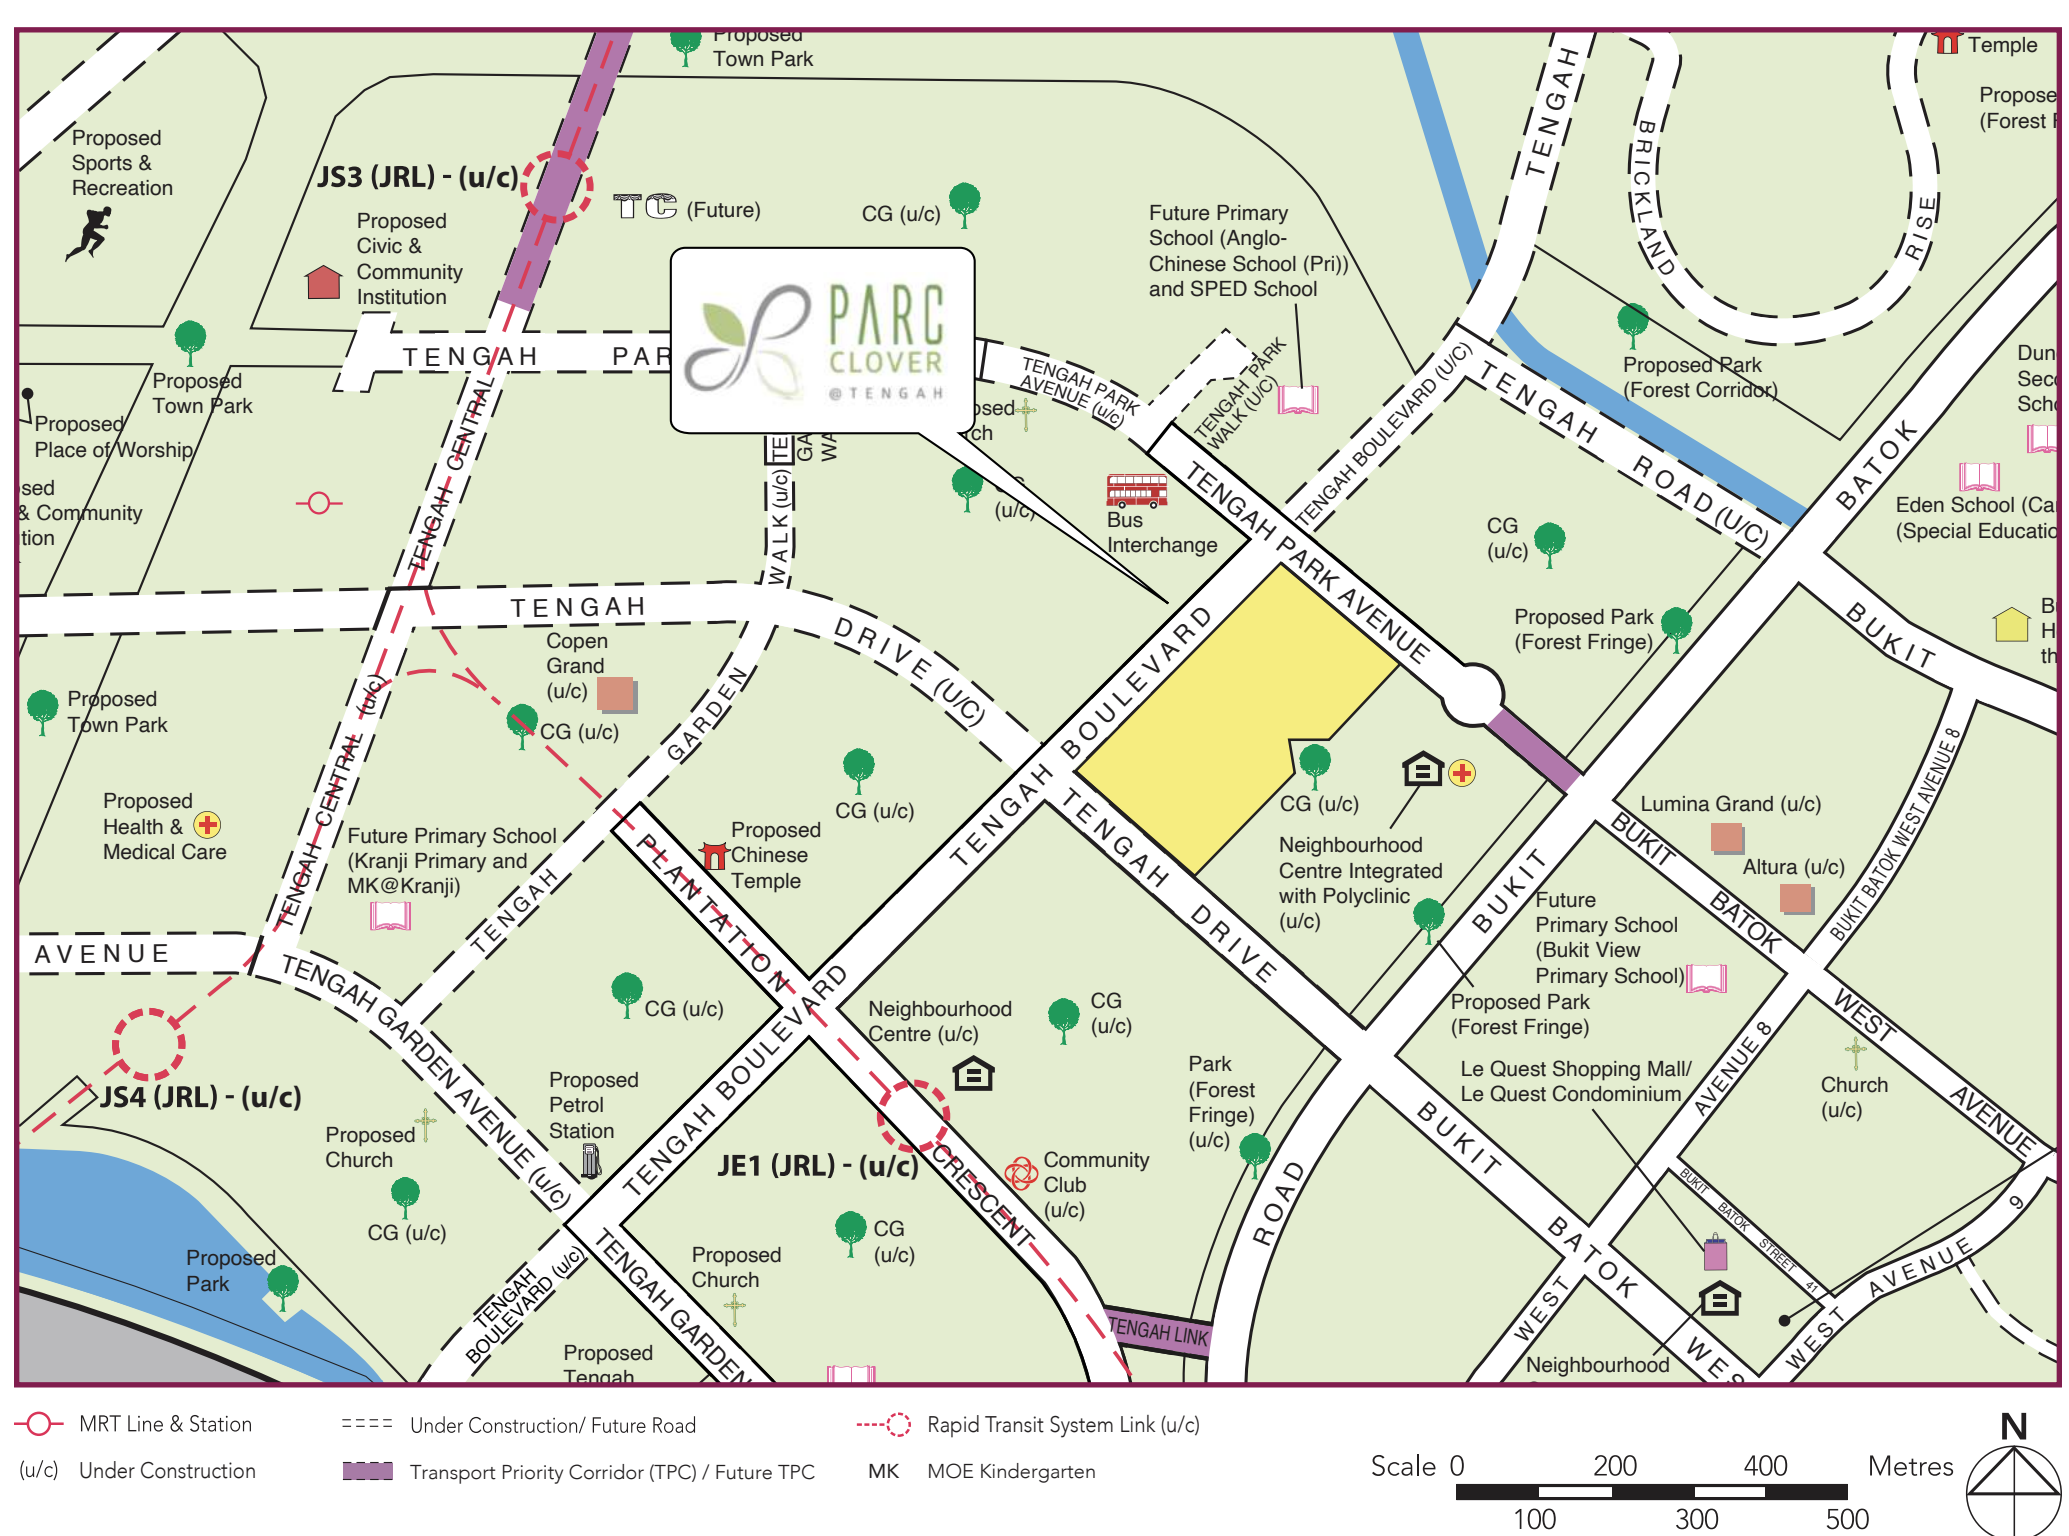 Proposed
Town Park
Temple
Proposed
Sports &
Recreation
JS3 (JRL) - (u/c)
TC (Future)
CG (u/c)
Proposed
Civic &
Community
Institution
Future Primary
School (Anglo-
Chinese School (Pri))
and SPED School
TENGAH
BRICKLAND
RISE
PARC
CLOVER
@TENGAH
TENGAH
TENGAH PARK
AVENUE (u/c)
TENGAH PARK
WALK (U/C)
TENGAH BOULEVARD (U/C)
TENGAH ROAD (U/C)
Proposed Park
(Forest Corridor)
Proposed
Town Park
Proposed
Place of Worship
& Community
TENGAH CENTRAL
WALK (u/c)
(u/c)
Bus
Interchange
TENGAH PARK AVENUE
CG
(u/c)
BATOK
Eden School
Proposed Park
(Forest Fringe)
BUKIT
TENGAH
DRIVE (U/C)
Copen
Grand
(u/c)
CG (u/c)
GARDEN
TENGAH
BOULEVARD
Proposed
Town Park
TENGAH CENTRAL (u/c)
Proposed
Health &
Medical Care
Future Primary School
(Kranji Primary and
MK@Kranji)
TENGAH
CG (u/c)
Proposed
Chinese
Temple
PLANTATION
CG (u/c)
Neighbourhood
Centre Integrated
with Polyclinic
(u/c)
TENGAH DRIVE
BUKIT
Lumina Grand (u/c)
Altura (u/c)
BUKIT BATOK WEST AVENUE 8
BUKIT BATOK WEST AVENUE
Future
Primary School
(Bukit View
Primary School)
Proposed Park
(Forest Fringe)
AVENUE
TENGAH GARDEN AVENUE (u/c)
JS4 (JRL) - (u/c)
CG (u/c)
TENGAH BOULEVARD
Neighbourhood
Centre (u/c)
CG
(u/c)
Park
(Forest
Fringe)
(u/c)
Le Quest Shopping Mall/
Le Quest Condominium
AVENUE 8
Church
(u/c)
Proposed
Church
Proposed
Petrol
Station
JE1 (JRL) - (u/c)
CRESCENT
Community
Club
(u/c)
CG (u/c)
CG
(u/c)
ROAD
BUKIT BATOK
BUKIT BATOK STREET 41
WEST AVENUE 9
Proposed
Park
Proposed
Church
TENGAH
BOULEVARD (u/c)
TENGAH GARDEN
TENGAH LINK
WEST
Proposed
Tengah
Neighbourhood
MRT Line & Station
Under Construction/ Future Road
Rapid Transit System Link (u/c)
(u/c) Under Construction
Transport Priority Corridor (TPC) / Future TPC
MK MOE Kindergarten
Scale 0 200 400 Metres
100 300 500
N